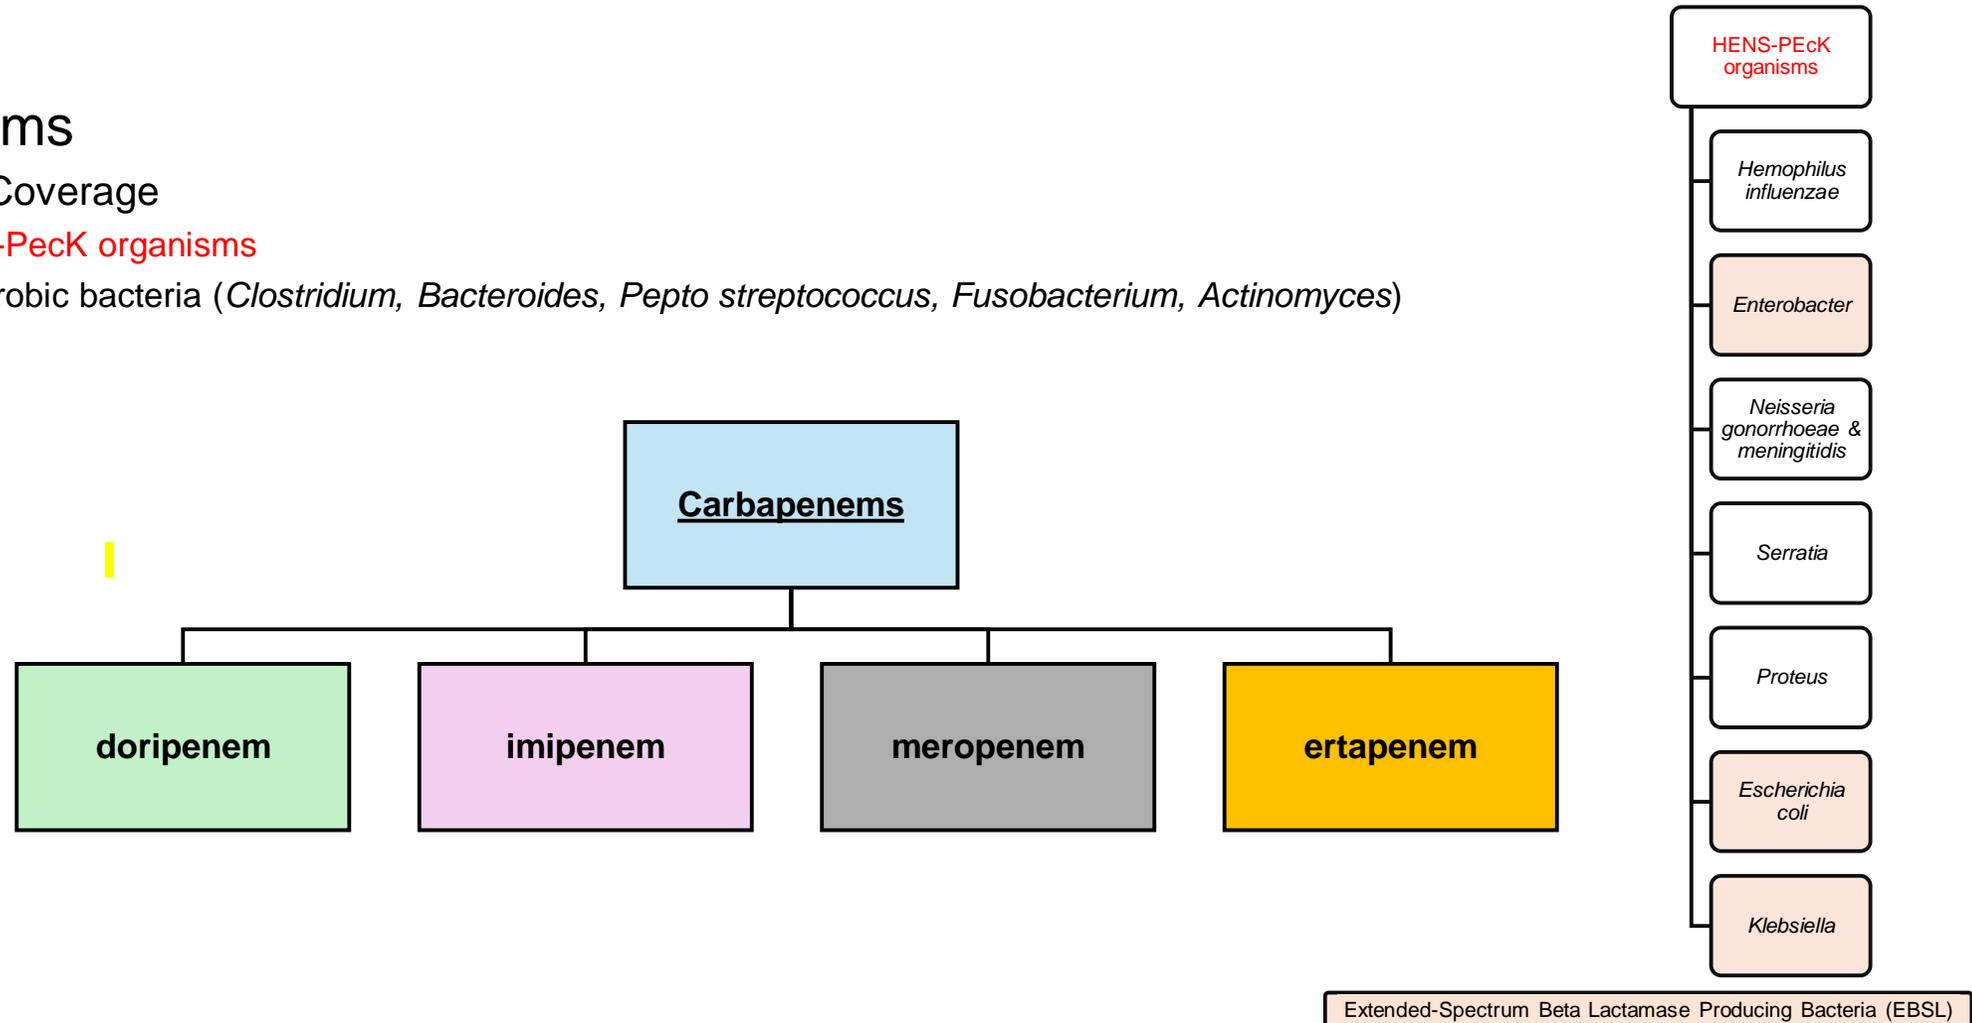 ms
Coverage
-PecK organisms
robic bacteria (Clostridium, Bacteroides, Pepto streptococcus, Fusobacterium, Actinomyces)
Carbapenems
doripenem
imipenem
meropenem
ertapenem
HENS-PEcK
organisms
Hemophilus
influenzae
Enterobacter
Neisseria
gonorrhoeae &
meningitidis
Serratia
Proteus
Escherichia
coli
Klebsiella
Extended-Spectrum Beta Lactamase Producing Bacteria (EBSL)